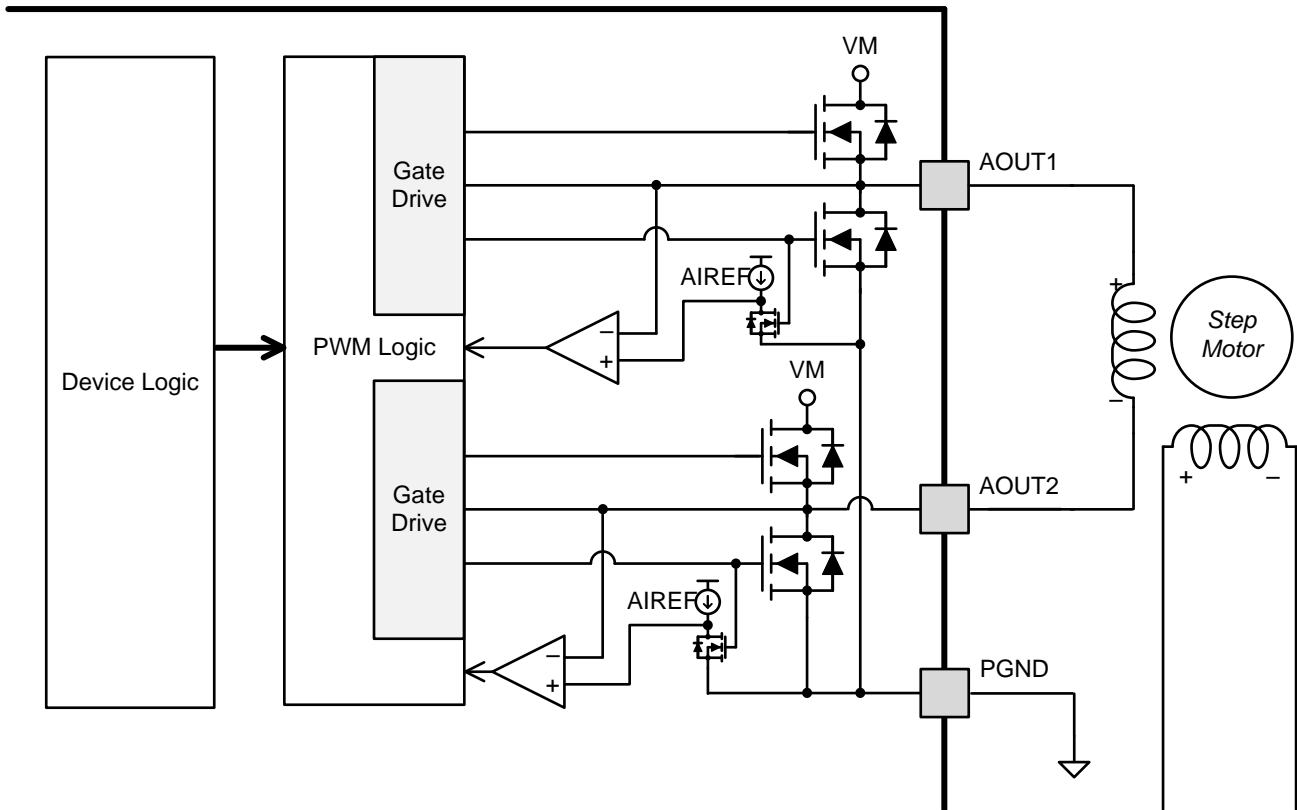 VM
AOUT1
Gate
Drive
AIREF
+
Step
Motor
−
+
PWM Logic
VM
Device Logic
−
+
−
AOUT2
Gate
Drive
AIREF
−
+
PGND